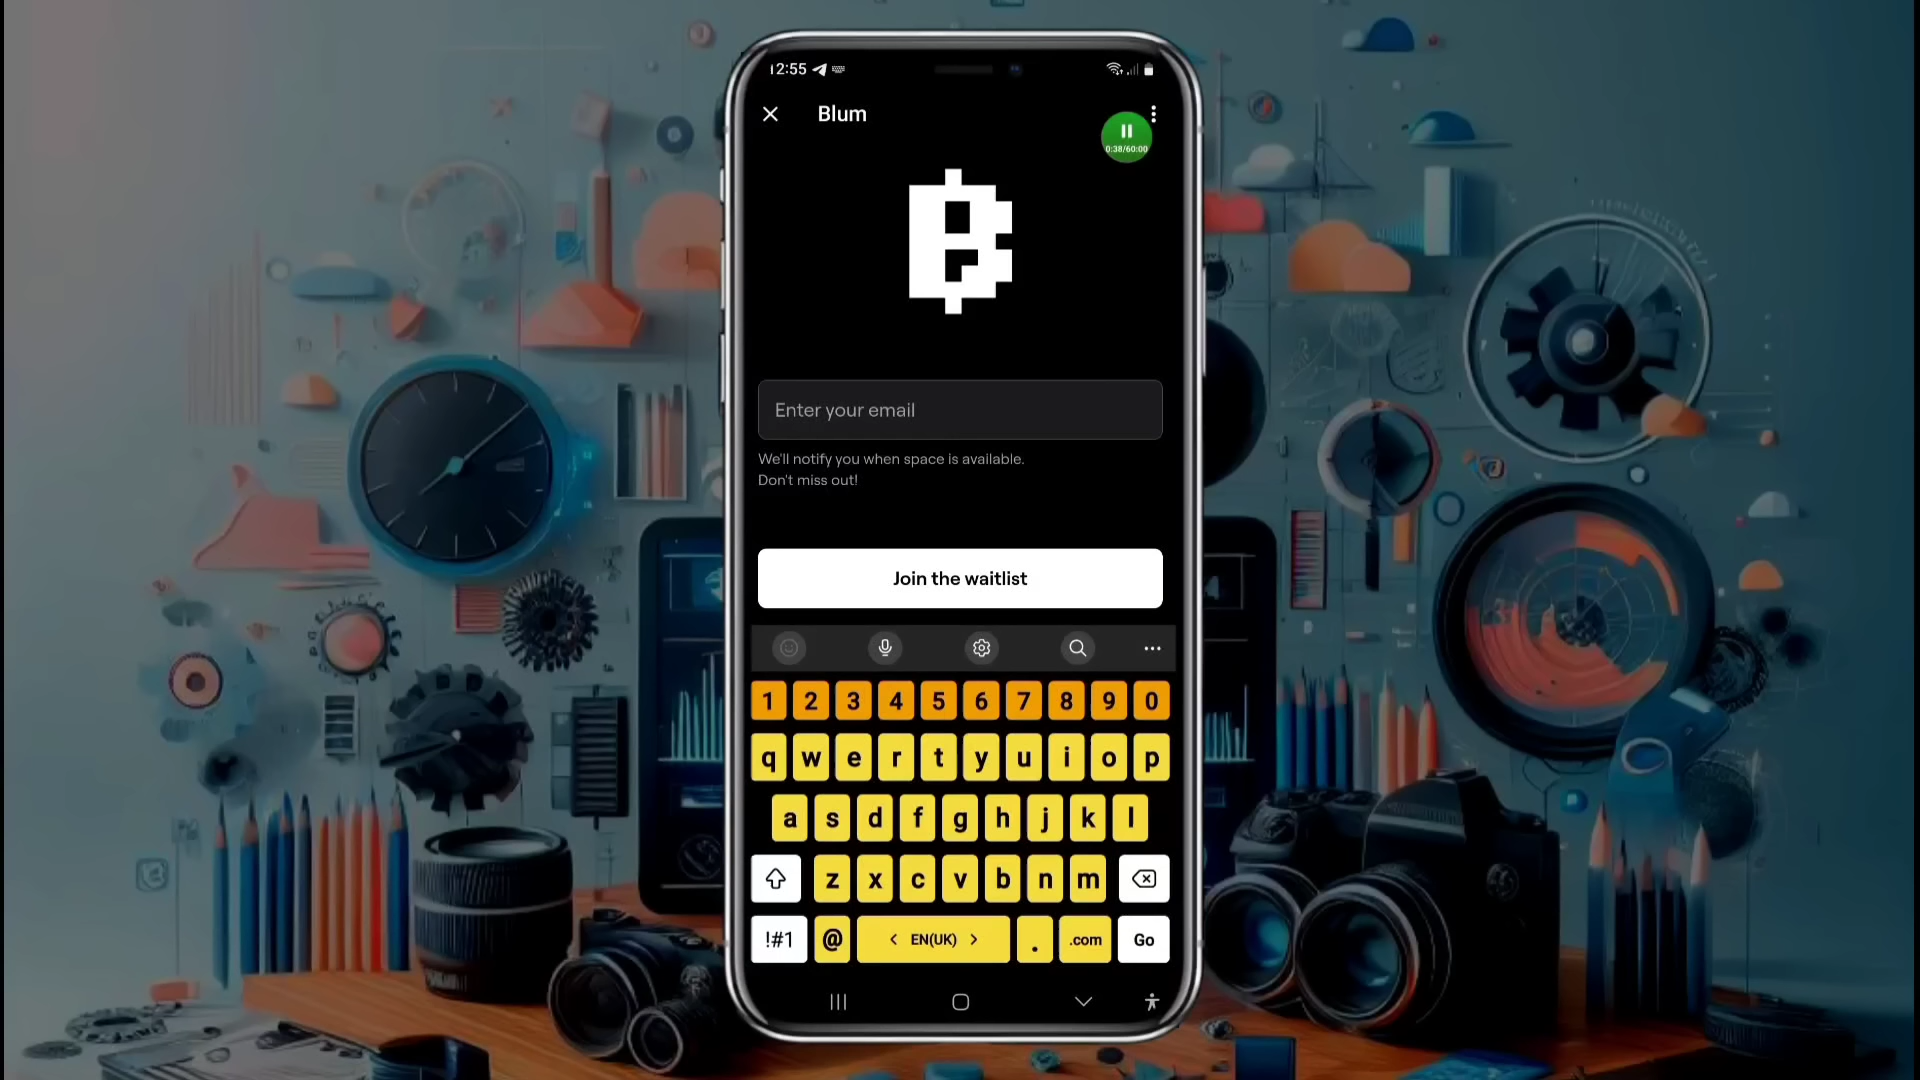 12:55
Blum
0:38/60:00
Enter your email
We'll notify you when space is available.
Don't miss out!
Join the waitlist
1 2 3 4 5 6 7 8 9 0
q w e r t y u i o p
a s d f g h j k l
z x c v b n m
!#1 @ < EN(UK) > . .com Go